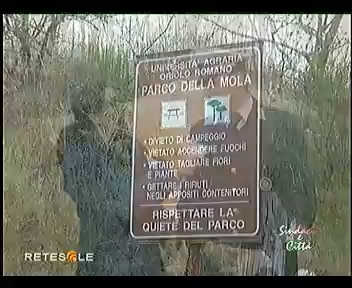 UNIVERSITA' AGRARIA
ORIOLO ROMANO
PARCO DELLA MOLA
• DIVIETO DI CAMPEGGIO
• VIETATO ACCENDERE FUOCHI
• VIETATO TAGLIARE FIORI
E PIANTE
• GETTARE I RIFIUTI
NEGLI APPOSITI CONTENITORI
RISPETTARE LA
QUIETE DEL PARCO
Sindaci
e
Città
RETESOLE